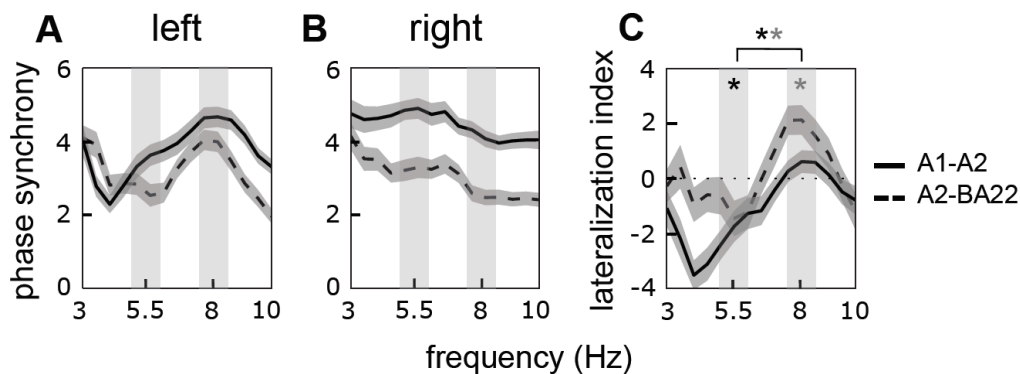 A left
B right
C
**
phase synchrony
6
4
2
0
3 5.5 8 10
6
4
2
0
3 5.5 8 10
lateralization index
4
2
0
-2
-4
* *
3 5.5 8 10
A1-A2
A2-BA22
frequency (Hz)